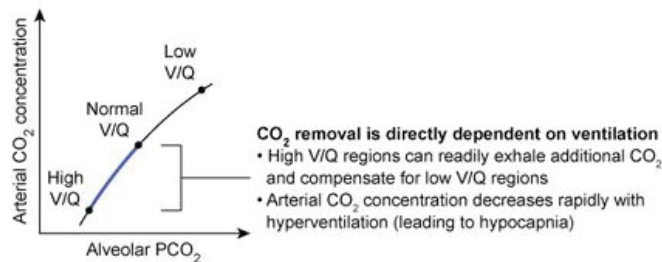 Arterial CO₂ concentration
Low
V/Q
Normal
V/Q
High
V/Q
Alveolar PCO₂
CO₂ removal is directly dependent on ventilation
• High V/Q regions can readily exhale additional CO₂
and compensate for low V/Q regions
• Arterial CO₂ concentration decreases rapidly with
hyperventilation (leading to hypocapnia)